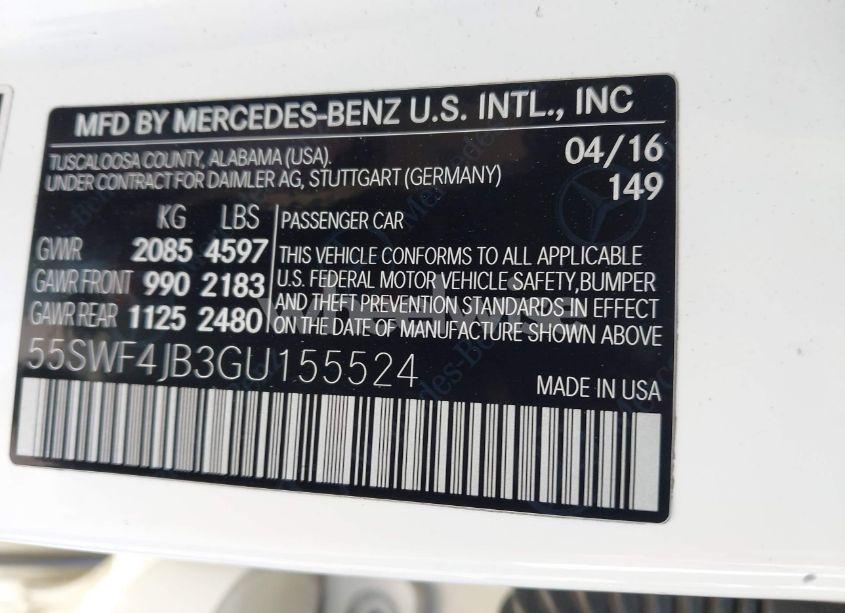 MFD BY MERCEDES-BENZ U.S. INTL., INC
TUSCALOOSA COUNTY, ALABAMA (USA).
UNDER CONTRACT FOR DAIMLER AG, STUTTGART (GERMANY)
04/16
149
KG LBS
GVWR 2085 4597
GAWR FRONT 990 2183
GAWR REAR 1125 2480
PASSENGER CAR
THIS VEHICLE CONFORMS TO ALL APPLICABLE
U.S. FEDERAL MOTOR VEHICLE SAFETY,BUMPER
AND THEFT PREVENTION STANDARDS IN EFFECT
ON THE DATE OF MANUFACTURE SHOWN ABOVE
55SWF4JB3GU155524
MADE IN USA